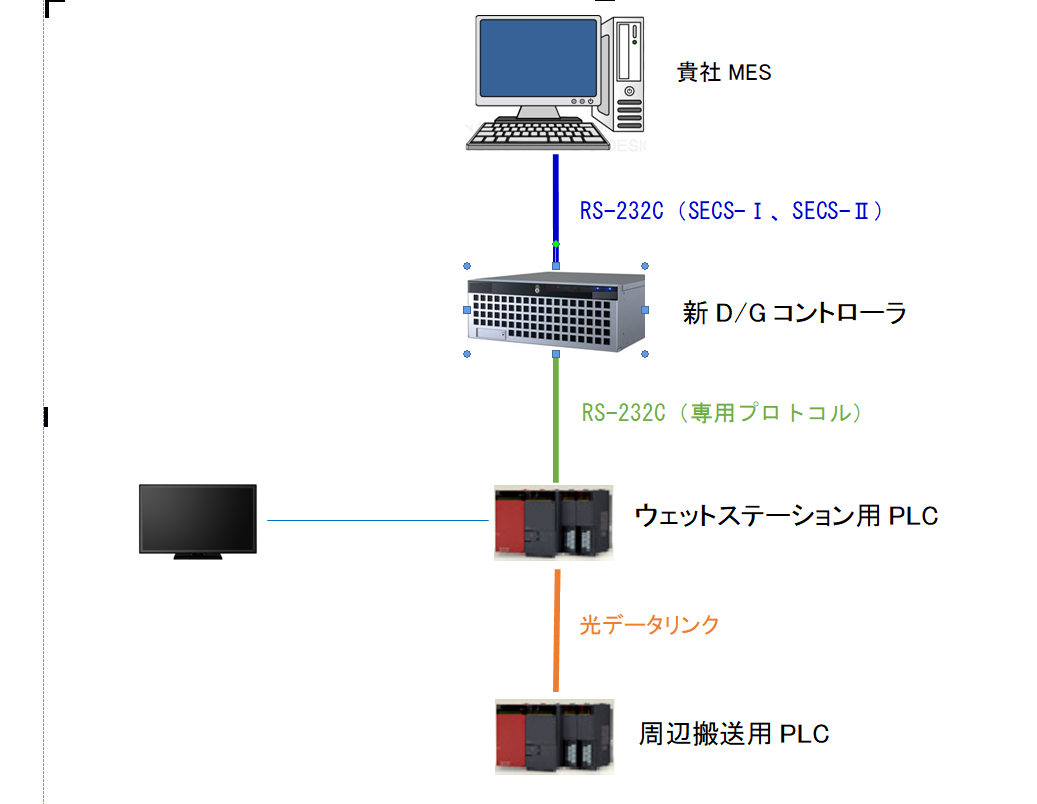 貴社 MES
RS-232C（SECS-Ⅰ、SECS-Ⅱ）
新 D/G コントローラ
RS-232C（専用プロトコル）
ウェットステーション用 PLC
光データリンク
周辺搬送用 PLC